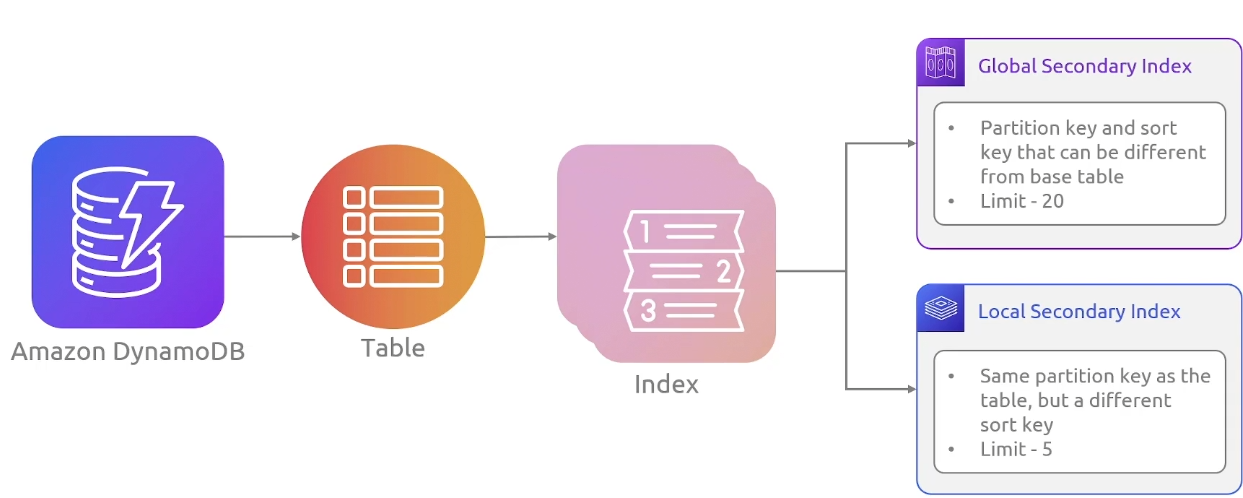 Amazon DynamoDB
Table
1
2
3
Index
Global Secondary Index
• Partition key and sort
key that can be different
from base table
• Limit - 20
Local Secondary Index
• Same partition key as the
table, but a different
sort key
• Limit - 5